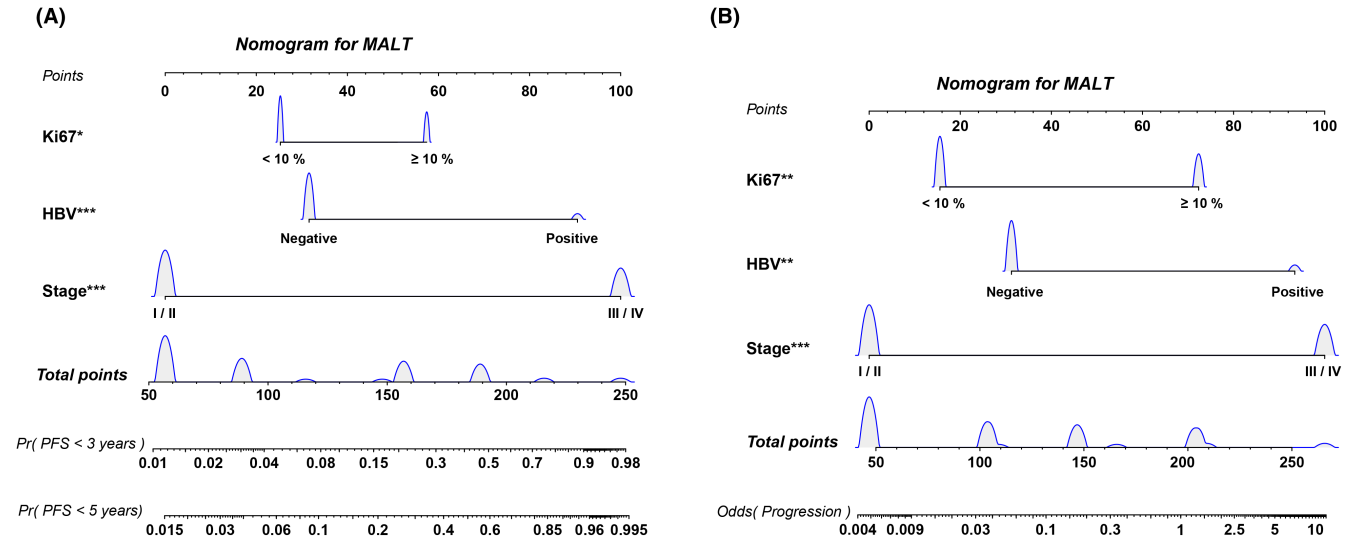 (A)
Nomogram for MALT
Points
0 20 40 60 80 100
Ki67*
< 10 % ≥ 10 %
HBV***
Negative Positive
Stage***
I / II III / IV
Total points
50 100 150 200 250
Pr( PFS < 3 years )
0.01 0.02 0.04 0.08 0.15 0.3 0.5 0.7 0.9 0.98
Pr( PFS < 5 years)
0.015 0.03 0.06 0.1 0.2 0.4 0.6 0.85 0.96 0.995
(B)
Nomogram for MALT
Points
0 20 40 60 80 100
Ki67**
< 10 % ≥ 10 %
HBV**
Negative Positive
Stage***
I / II III / IV
Total points
50 100 150 200 250
Odds( Progression )
0.004 0.009 0.03 0.1 0.3 1 2.5 5 10